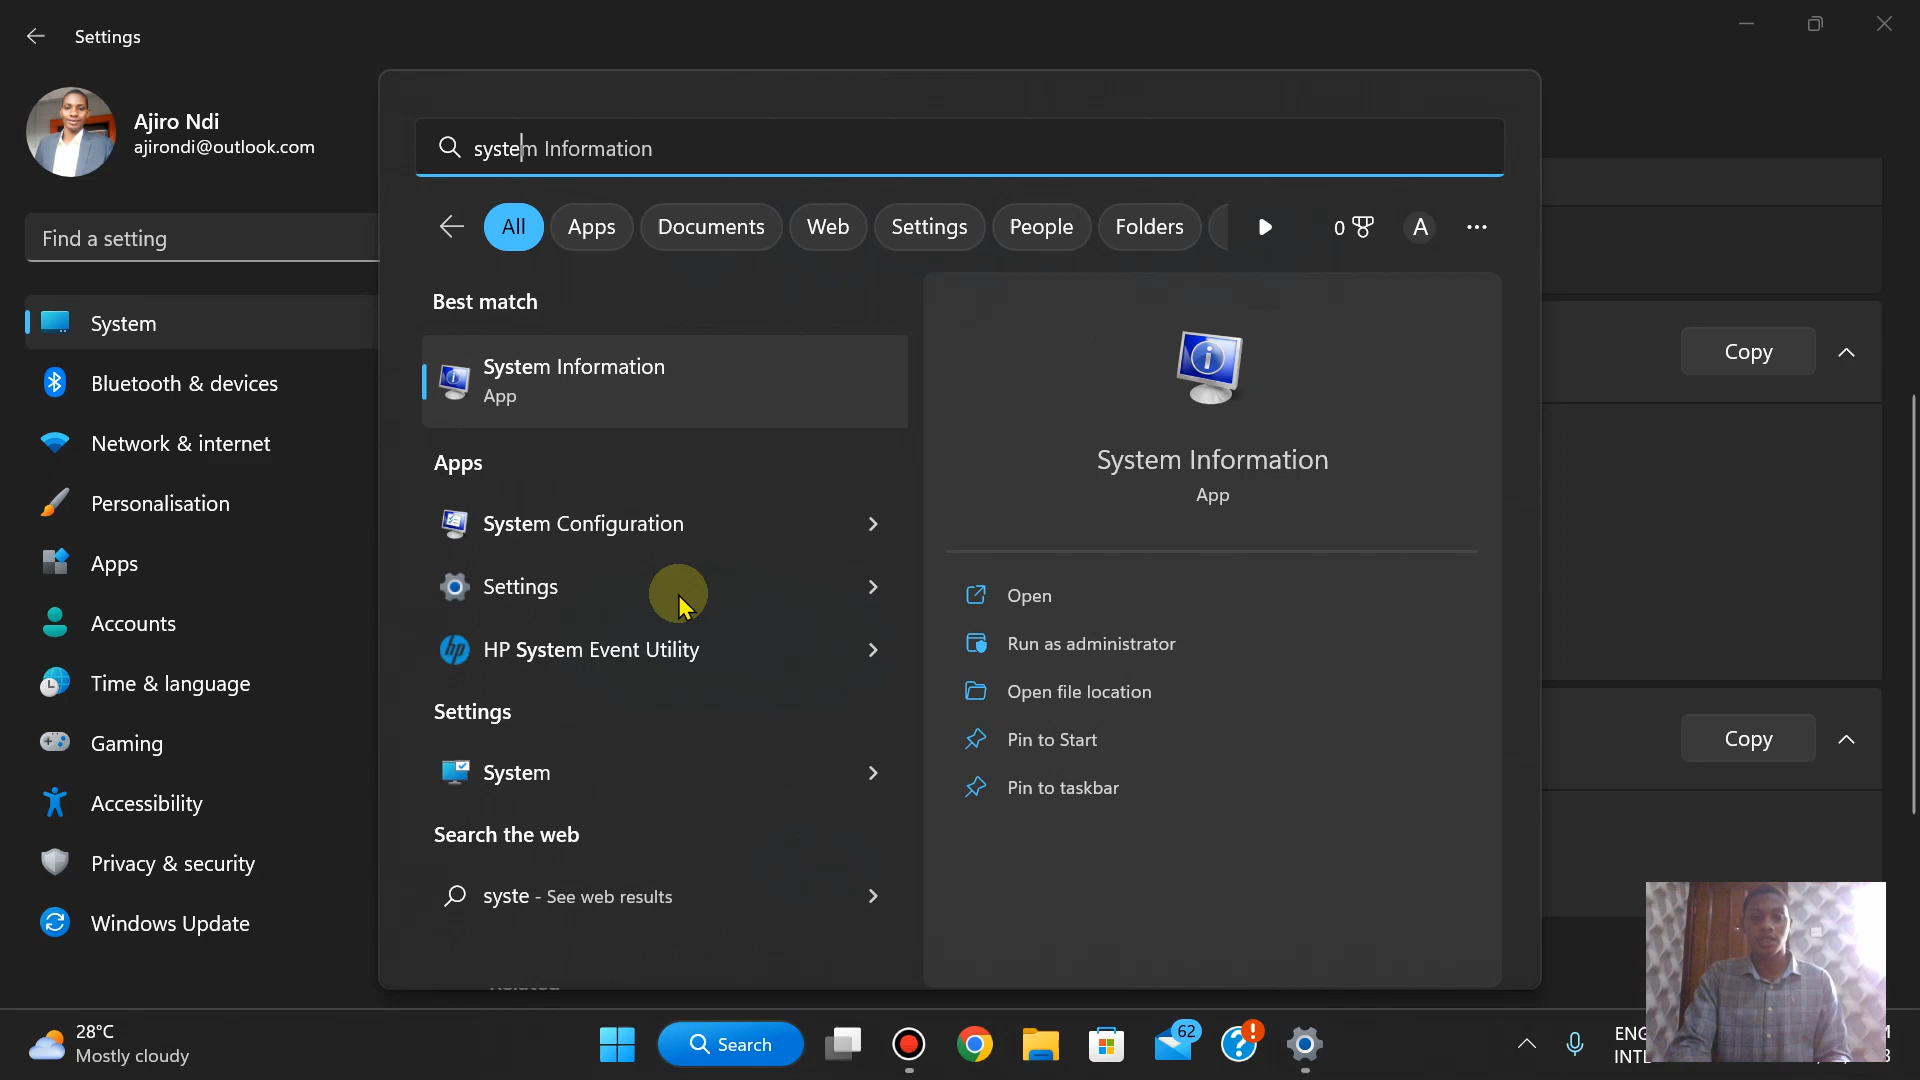 Settings
Ajiro Ndi
ajirondi@outlook.com
Find a setting
System
Bluetooth & devices
Network & internet
Personalisation
Apps
Accounts
Time & language
Gaming
Accessibility
Privacy & security
Windows Update
system Information
All
Apps
Documents
Web
Settings
People
Folders
0
A
Best match
System Information
App
Apps
System Configuration
Settings
HP System Event Utility
Settings
System
Search the web
syste - See web results
System Information
App
Open
Run as administrator
Open file location
Pin to Start
Pin to taskbar
Copy
Copy
28°C
Mostly cloudy
Search
62
ENG